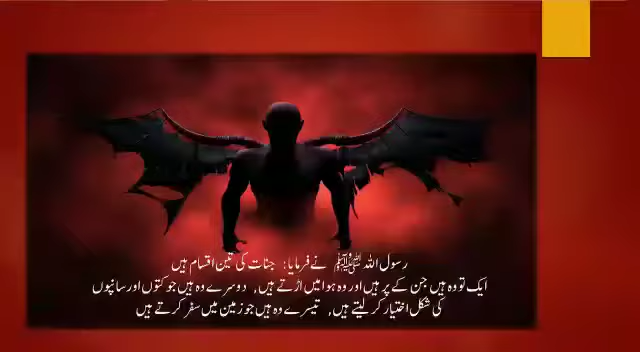 رسول اللہ ﷺ نے فرمایا: جنات کی تین اقسام ہیں
ایک تو وہ ہیں جن کے پر ہیں اور وہ ہوا میں اڑتے ہیں, دوسرے وہ ہیں جو کتوں اور سانپوں
کی شکل اختیار کر لیتے ہیں, تیسرے وہ ہیں جو زمین میں سفر کرتے ہیں